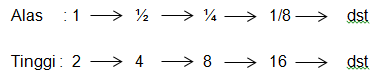 Alas : 1 → ½ → ¼ → 1/8 → dst
Tinggi : 2 → 4 → 8 → 16 → dst